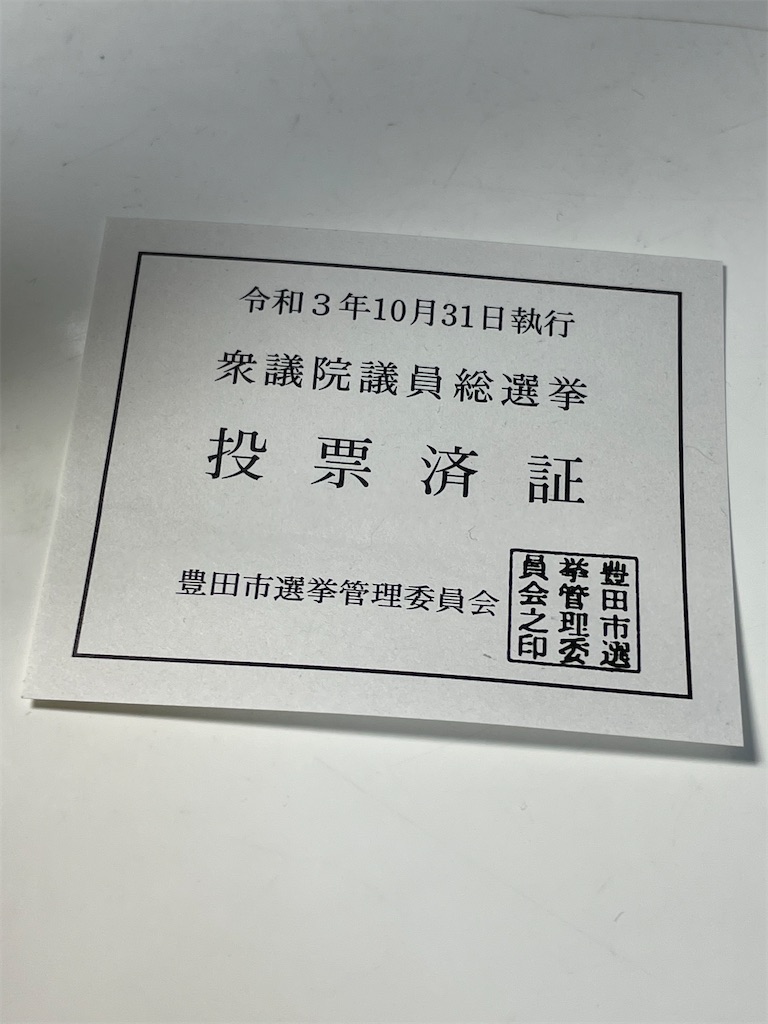 令和３年10月31日執行
衆議院議員総選挙
投票済証
豊田市選挙管理委員会
豊田市選
挙管理委
員会之印